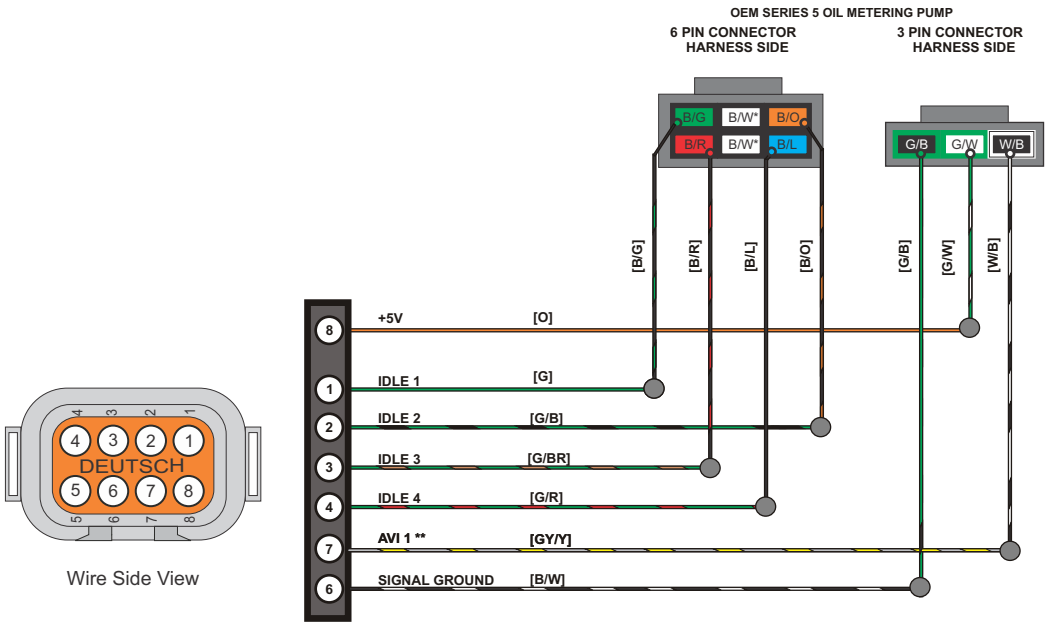 OEM SERIES 5 OIL METERING PUMP
6 PIN CONNECTOR
HARNESS SIDE
3 PIN CONNECTOR
HARNESS SIDE
B/G B/W* B/O
B/R B/W* B/L
G/B G/W W/B
[B/G] [B/R] [B/L] [B/O] [G/B] [G/W] [W/B]
8 +5V [O]
1 IDLE 1 [G]
2 IDLE 2 [G/B]
3 IDLE 3 [G/BR]
4 IDLE 4 [G/R]
7 AVI 1 ** [GY/Y]
6 SIGNAL GROUND [B/W]
4 3 2 1
4 3 2 1
DEUTSCH
5 6 7 8
5 6 7 8
Wire Side View